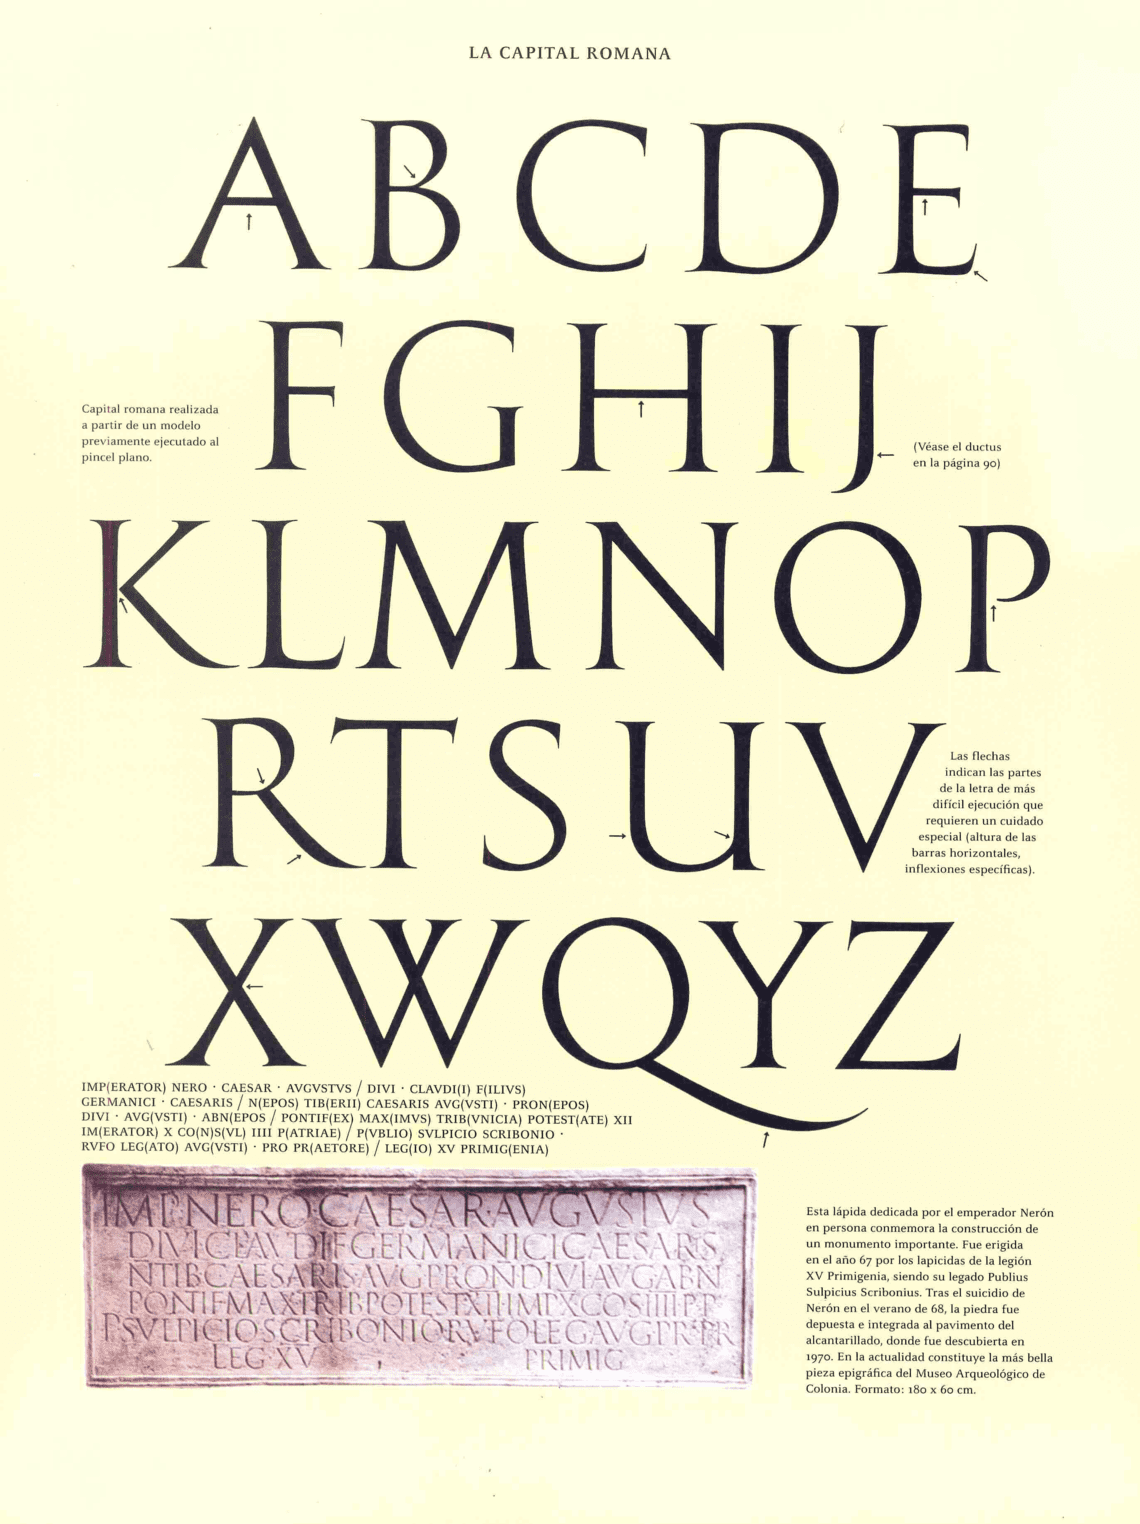 LA CAPITAL ROMANA
ABCDE
FGHIJ
Capital romana realizada
a partir de un modelo
previamente ejecutado al
pincel plano.
(Véase el ductus
en la página 90)
KLMNOP
RTSUV
Las flechas
indican las partes
de la letra de más
difícil ejecución que
requieren un cuidado
especial (altura de las
barras horizontales,
inflexiones específicas).
XWQYZ
IMP(ERATOR) NERO · CAESAR · AVGVSTVS / DIVI · CLAVDI(I) F(ILIVS)
GERMANICI · CAESARIS / N(EPOS) TIB(ERII) CAESARIS AVG(VSTI) · PRON(EPOS)
DIVI · AVG(VSTI) · ABN(EPOS / PONTIF(EX) MAX(IMVS) TRIB(VNICIA) POTEST(ATE) XII
IM(ERATOR) X CO(N)S(VL) IIII P(ATRIAE) / P(VBLIO) SVLPICIO SCRIBONIO ·
RVFO LEG(ATO) AVG(VSTI) · PRO PR(AETORE) / LEG(IO) XV PRIMIG(ENIA)
IMP·NERO·CAESAR·AVGVSTVS
DIVI·CLAVDI·F·GERMANICI·CAESARIS
N·TIB·CAESARIS·AVG·PRON·DIVI·AVG·ABN
PONTIF·MAX·TRIB·POTEST·XII·IMP·X·COS·IIII·P·P
P·SVLPICIO·SCRIBONIO·RVFO·LEG·AVG·PR·PR
LEG·XV PRIMIG
Esta lápida dedicada por el emperador Nerón
en persona conmemora la construcción de
un monumento importante. Fue erigida
en el año 67 por los lapicidas de la legión
XV Primigenia, siendo su legado Publius
Sulpicius Scribonius. Tras el suicidio de
Nerón en el verano de 68, la piedra fue
depuesta e integrada al pavimento del
alcantarillado, donde fue descubierta en
1970. En la actualidad constituye la más bella
pieza epigráfica del Museo Arqueológico de
Colonia. Formato: 180 x 60 cm.